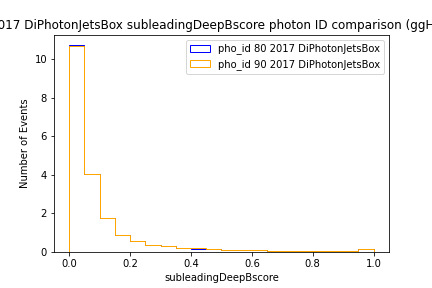 017 DiPhotonJetsBox subleadingDeepBscore photon ID comparison (ggH
pho_id 80 2017 DiPhotonJetsBox
pho_id 90 2017 DiPhotonJetsBox
Number of Events
10
8
6
4
2
0
0.0 0.2 0.4 0.6 0.8 1.0
subleadingDeepBscore